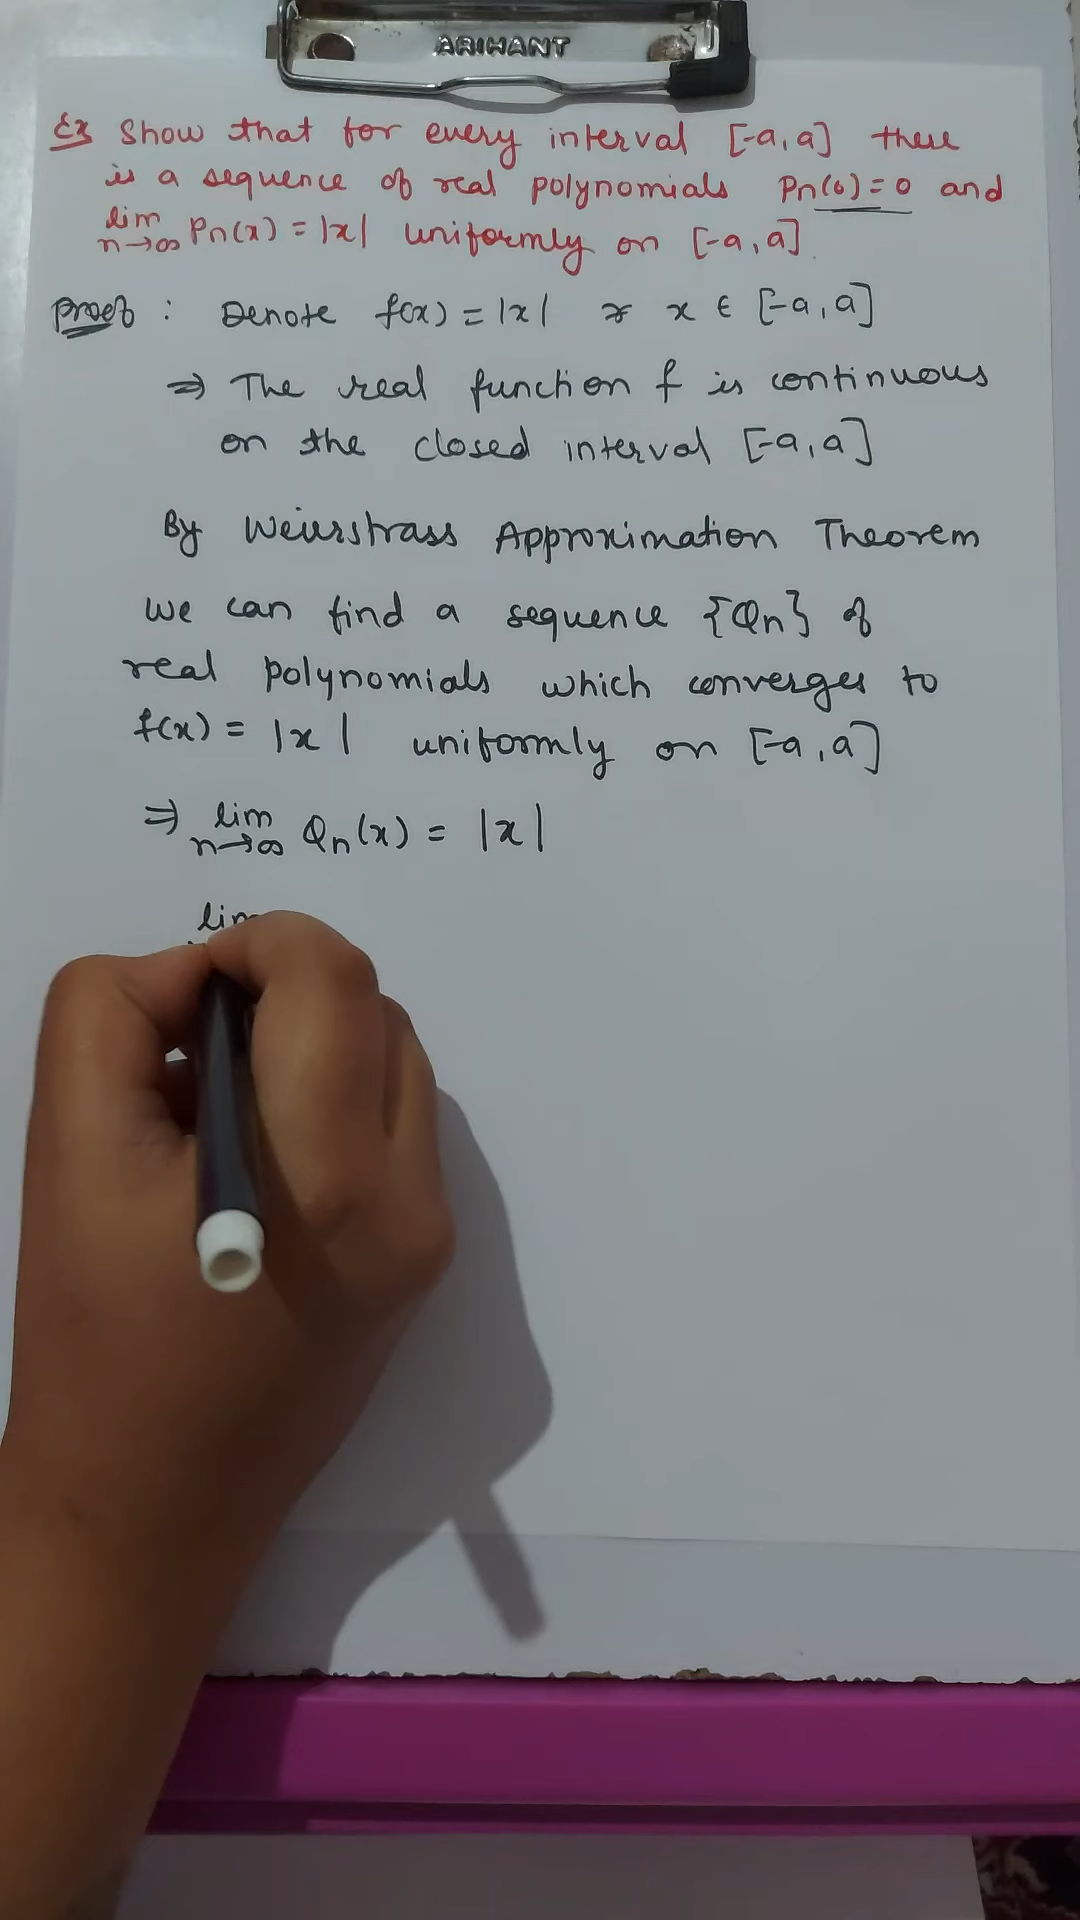 ARIHANT
Ex Show that for every interval [-a,a] there
is a sequence of real polynomials Pn(0)=0 and
lim n→∞ Pn(x) = |x| uniformly on [-a,a].
Proof : Denote f(x) = |x| ∀ x ∈ [-a,a]
⇒ The real function f is continuous
on the closed interval [-a,a]
By Weierstrass Approximation Theorem
we can find a sequence {Qn} of
real polynomials which converges to
f(x) = |x| uniformly on [-a,a]
⇒ lim n→∞ Qn(x) = |x|
lim